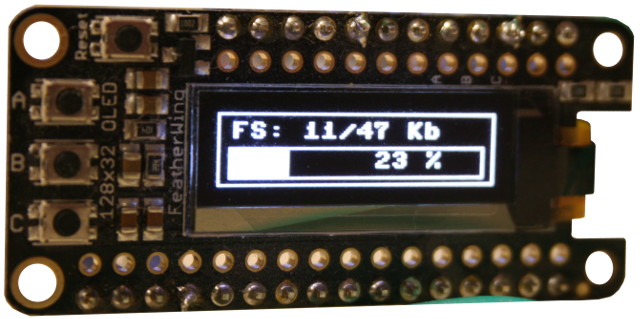 Reset
A B C
A
B
C
128x32 OLED
FeatherWing
FS: 11/47 Kb
23 %